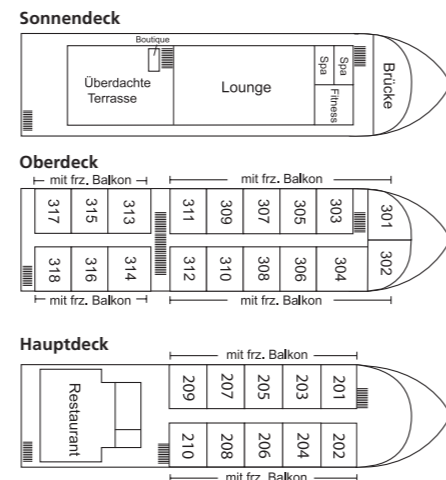 Sonnendeck
Boutique
Überdachte
Terrasse
Lounge
Spa
Spa
Fitness
Brücke
Oberdeck
mit frz. Balkon
mit frz. Balkon
317
315
313
311
309
307
305
303
301
318
316
314
312
310
308
306
304
302
mit frz. Balkon
mit frz. Balkon
Hauptdeck
mit frz. Balkon
Restaurant
209
207
205
203
201
210
208
206
204
202
mit frz. Balkon